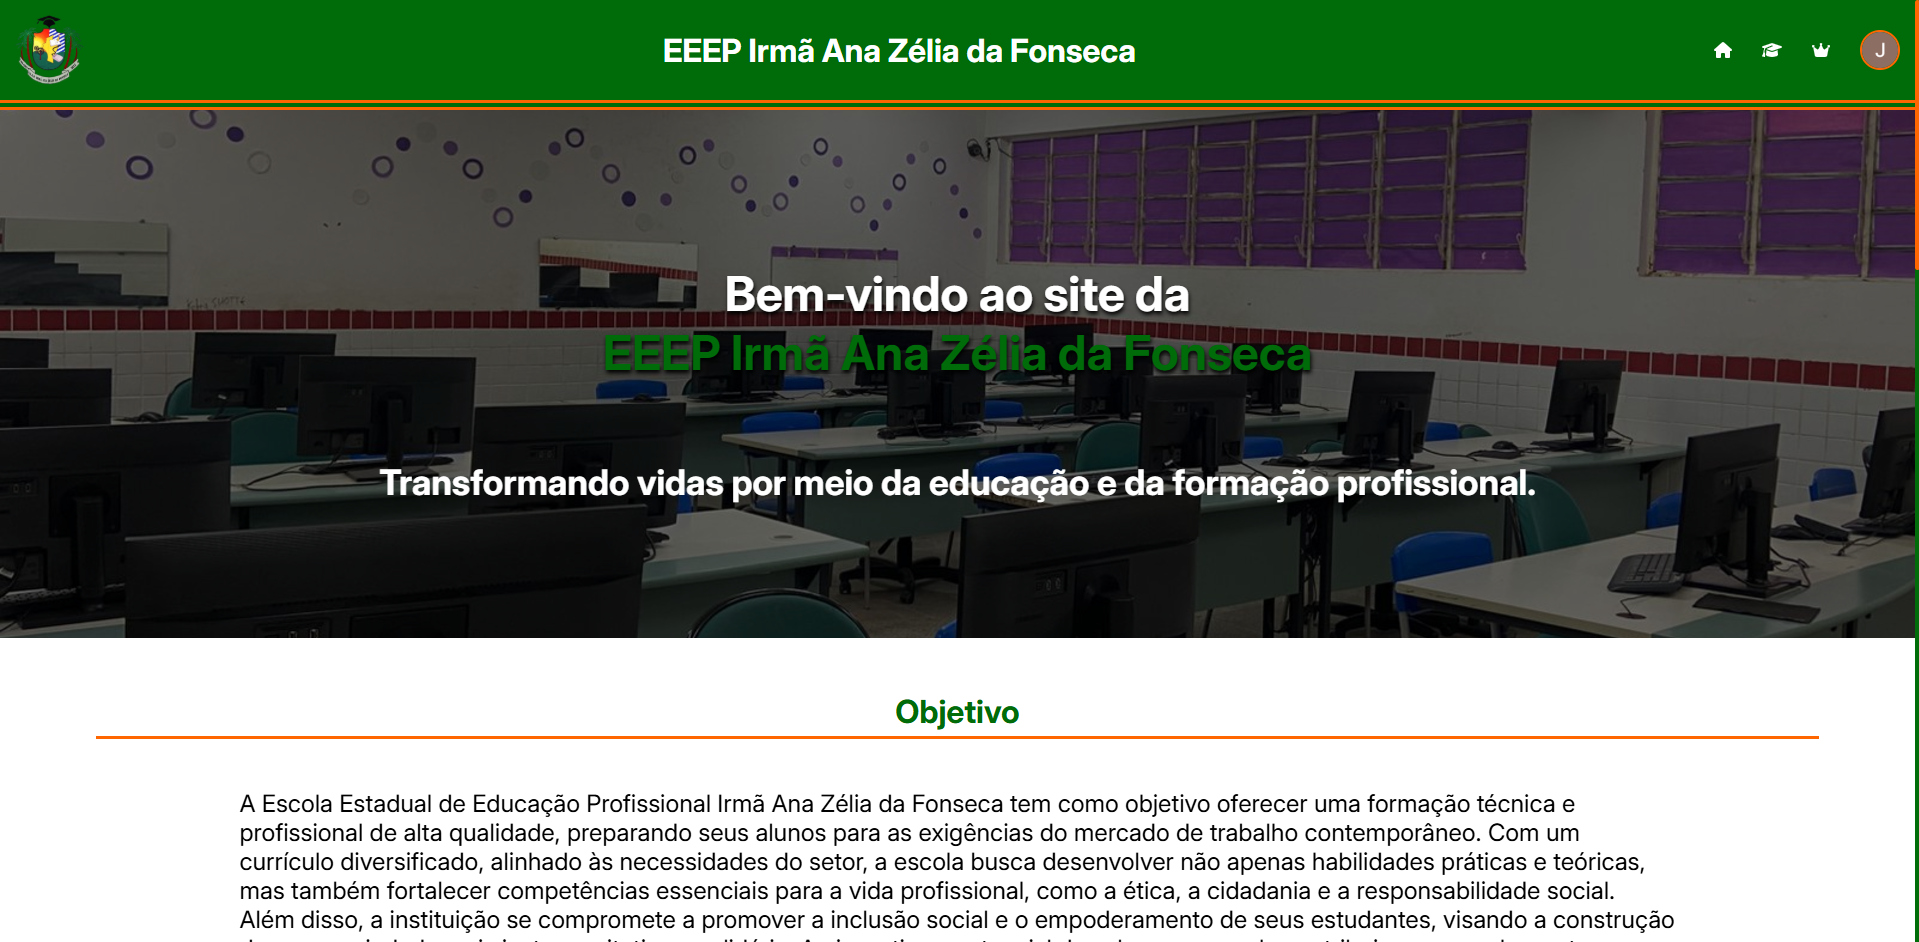 EEEP Irmã Ana Zélia da Fonseca
J
Bem-vindo ao site da
EEEP Irmã Ana Zélia da Fonseca
Transformando vidas por meio da educação e da formação profissional.
Objetivo
A Escola Estadual de Educação Profissional Irmã Ana Zélia da Fonseca tem como objetivo oferecer uma formação técnica e
profissional de alta qualidade, preparando seus alunos para as exigências do mercado de trabalho contemporâneo. Com um
currículo diversificado, alinhado às necessidades do setor, a escola busca desenvolver não apenas habilidades práticas e teóricas,
mas também fortalecer competências essenciais para a vida profissional, como a ética, a cidadania e a responsabilidade social.
Além disso, a instituição se compromete a promover a inclusão social e o empoderamento de seus estudantes, visando a construção